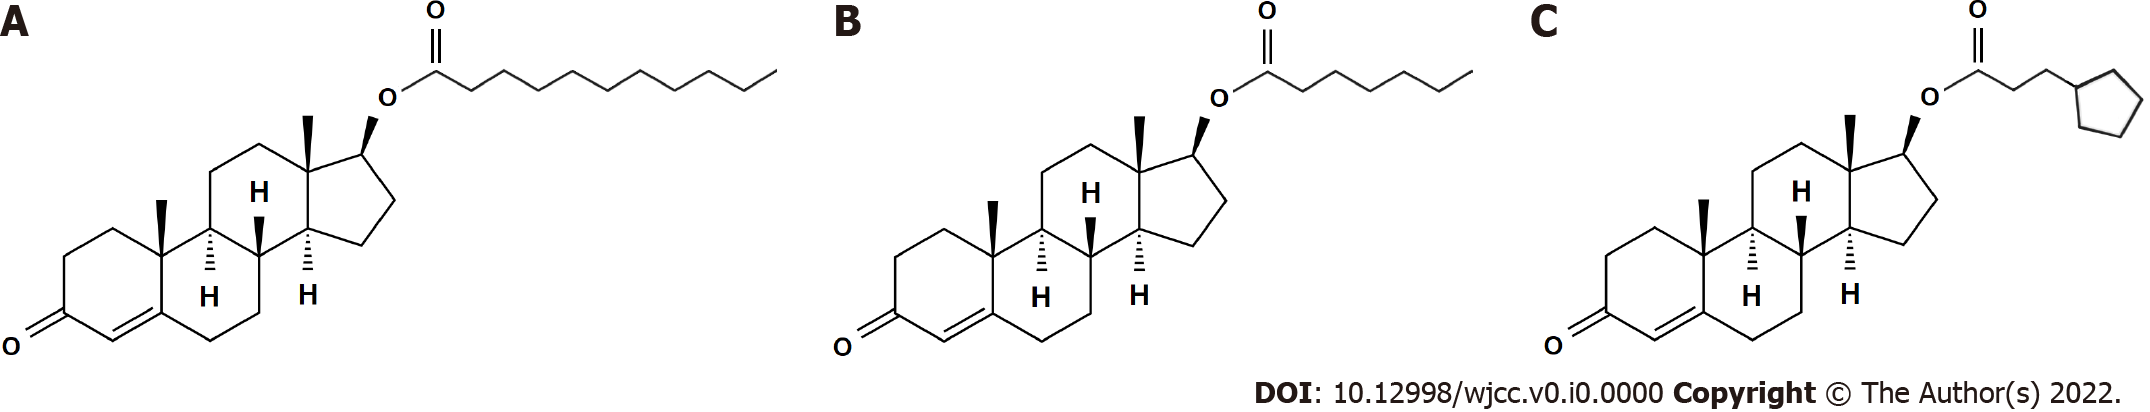 A B C
O O O
O O O
H H H
H H H H H H
O O O
DOI: 10.12998/wjcc.v0.i0.0000 Copyright © The Author(s) 2022.